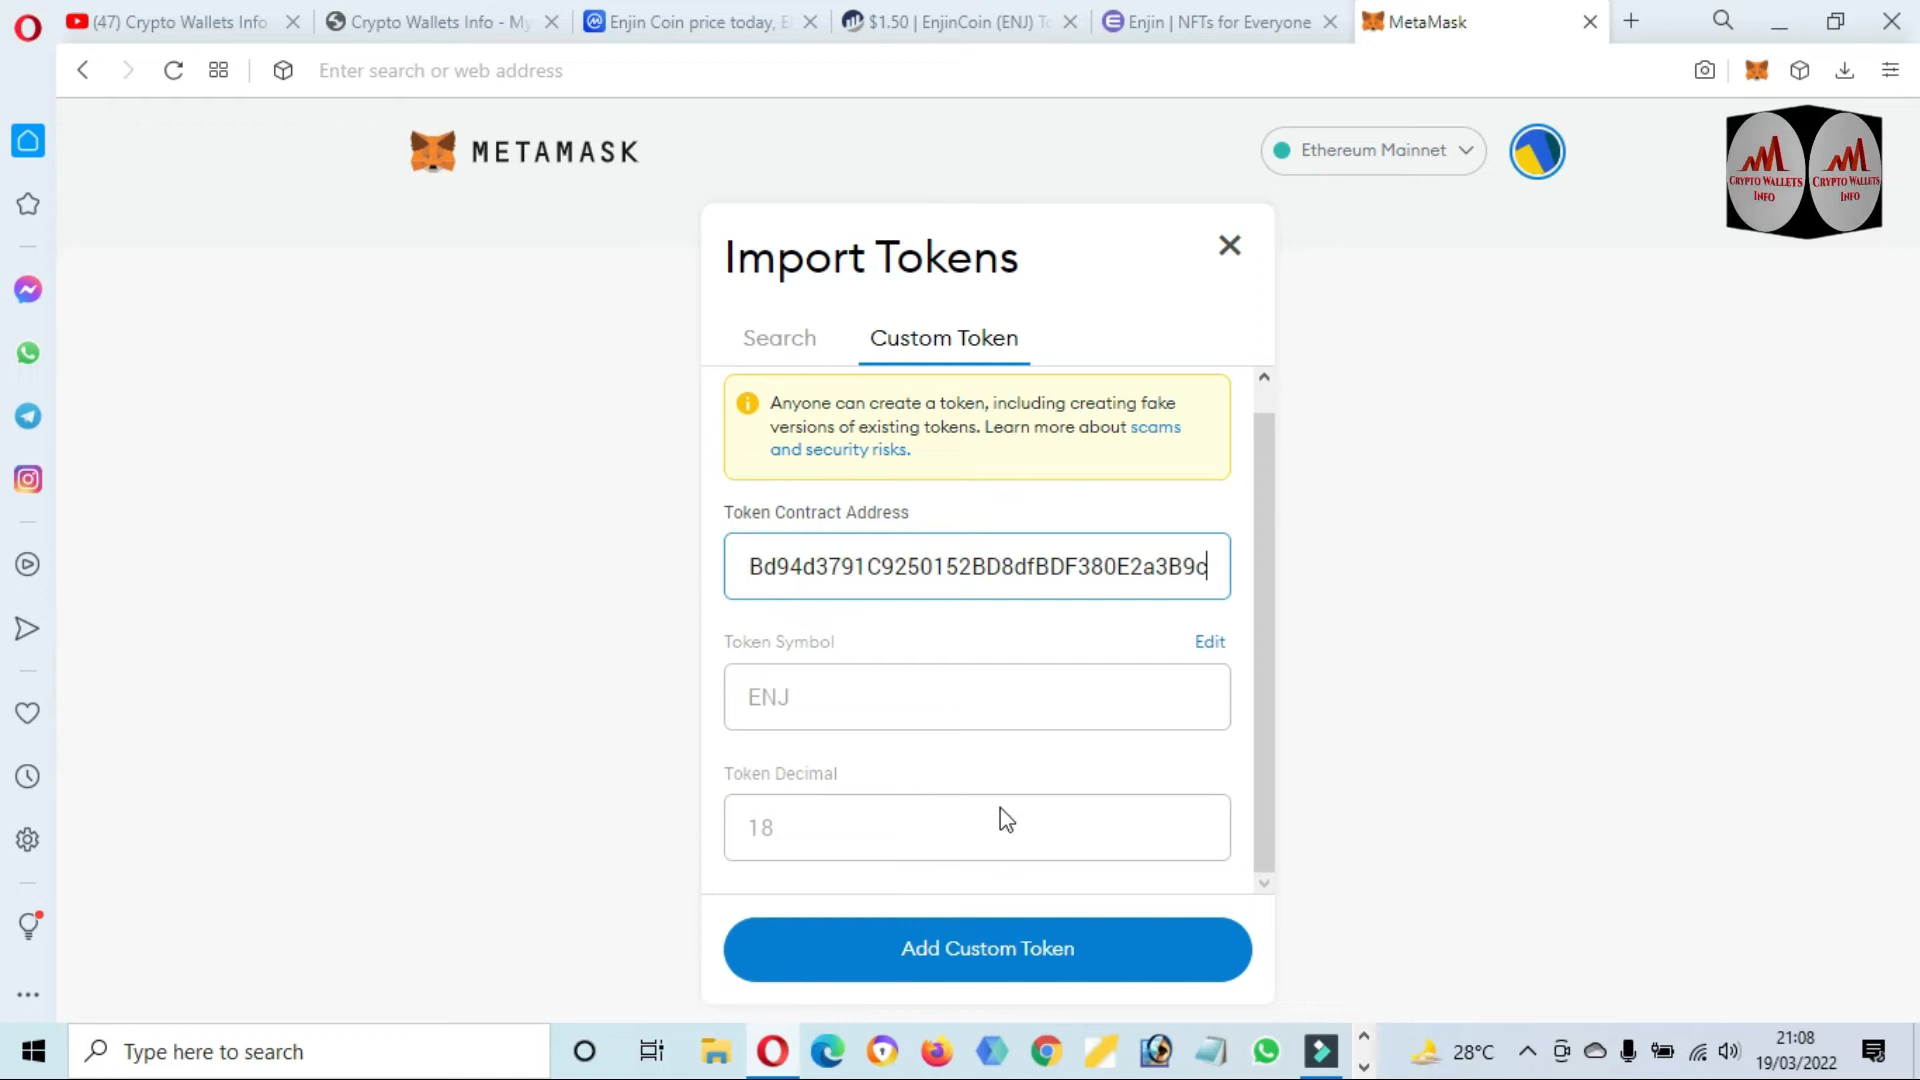 (47) Crypto Wallets Info
Crypto Wallets Info - My
Enjin Coin price today, E
$1.50 | EnjinCoin (ENJ) To
Enjin | NFTs for Everyone
MetaMask
Enter search or web address
METAMASK
Ethereum Mainnet
CRYPTO WALLETS
INFO
CRYPTO WALLETS
INFO
Import Tokens
Search
Custom Token
Anyone can create a token, including creating fake
versions of existing tokens. Learn more about scams
and security risks.
Token Contract Address
Bd94d3791C9250152BD8dfBDF380E2a3B9c
Token Symbol
Edit
ENJ
Token Decimal
18
Add Custom Token
Type here to search
28°C
21:08
19/03/2022